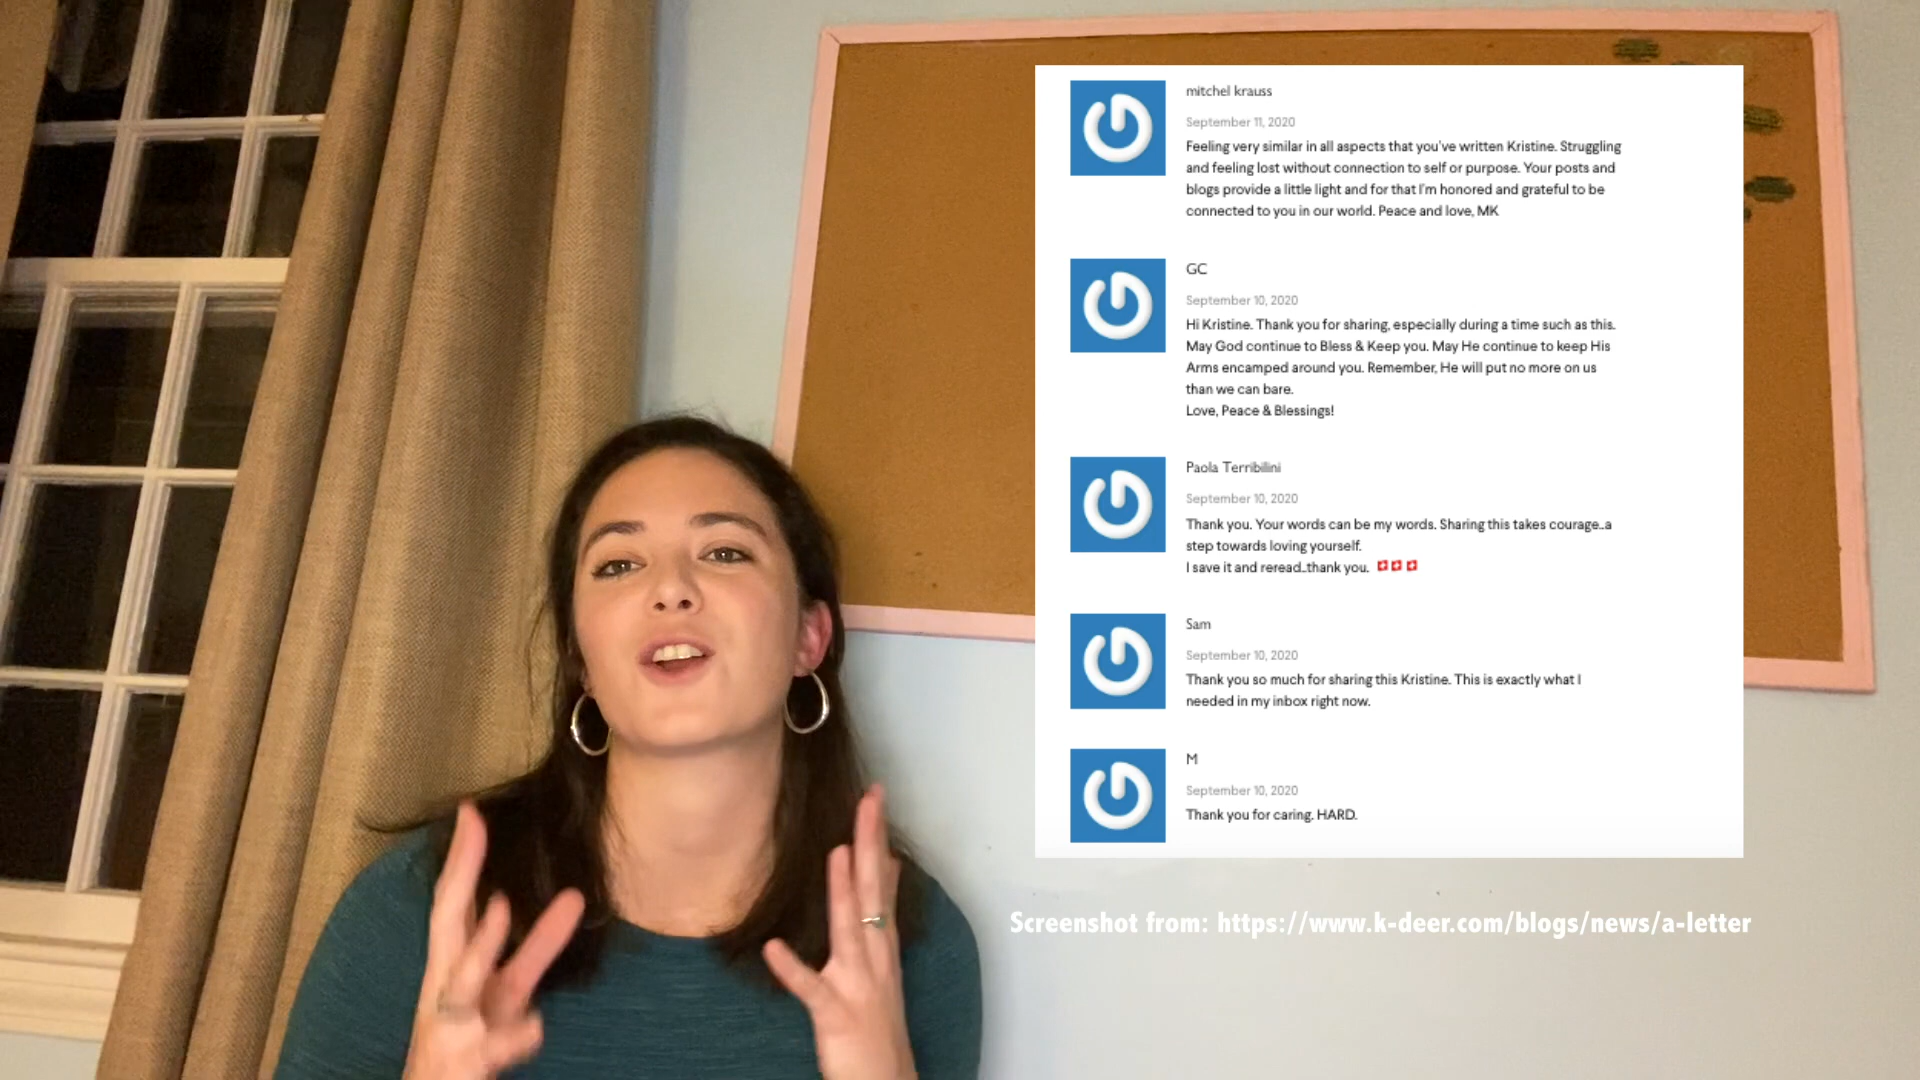 mitchel krauss
September 11, 2020
Feeling very similar in all aspects that you've written Kristine. Struggling
and feeling lost without connection to self or purpose. Your posts and
blogs provide a little light and for that I'm honored and grateful to be
connected to you in our world. Peace and love, MK
GC
September 10, 2020
Hi Kristine. Thank you for sharing, especially during a time such as this.
May God continue to Bless & Keep you. May He continue to keep His
Arms encamped around you. Remember, He will put no more on us
than we can bare.
Love, Peace & Blessings!
Paola Terribilini
September 10, 2020
Thank you. Your words can be my words. Sharing this takes courage..a
step towards loving yourself.
I save it and reread..thank you. 🇨🇭🇨🇭🇨🇭
Sam
September 10, 2020
Thank you so much for sharing this Kristine. This is exactly what I
needed in my inbox right now.
M
September 10, 2020
Thank you for caring. HARD.
Screenshot from: https://www.k-deer.com/blogs/news/a-letter